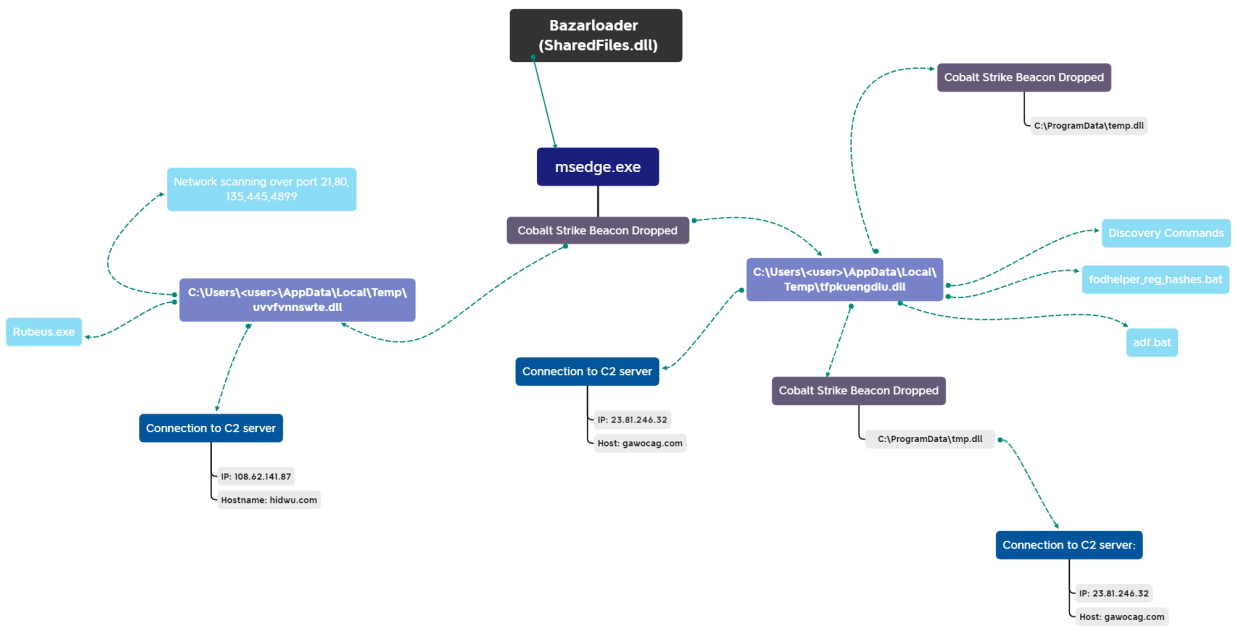 Bazarloader
(SharedFiles.dll)
Cobalt Strike Beacon Dropped
C:\ProgramData\temp.dll
msedge.exe
Network scanning over port 21,80,
135,445,4899
Cobalt Strike Beacon Dropped
Discovery Commands
C:\Users\<user>\AppData\Local\
Temp\tfpkuengdlu.dll
fodhelper_reg_hashes.bat
C:\Users\<user>\AppData\Local\Temp\
uvvfvnnswte.dll
Rubeus.exe
adf.bat
Connection to C2 server
Cobalt Strike Beacon Dropped
IP: 23.81.246.32
Host: gawocag.com
Connection to C2 server
C:\ProgramData\tmp.dll
IP: 108.62.141.87
Hostname: hidwu.com
Connection to C2 server:
IP: 23.81.246.32
Host: gawocag.com